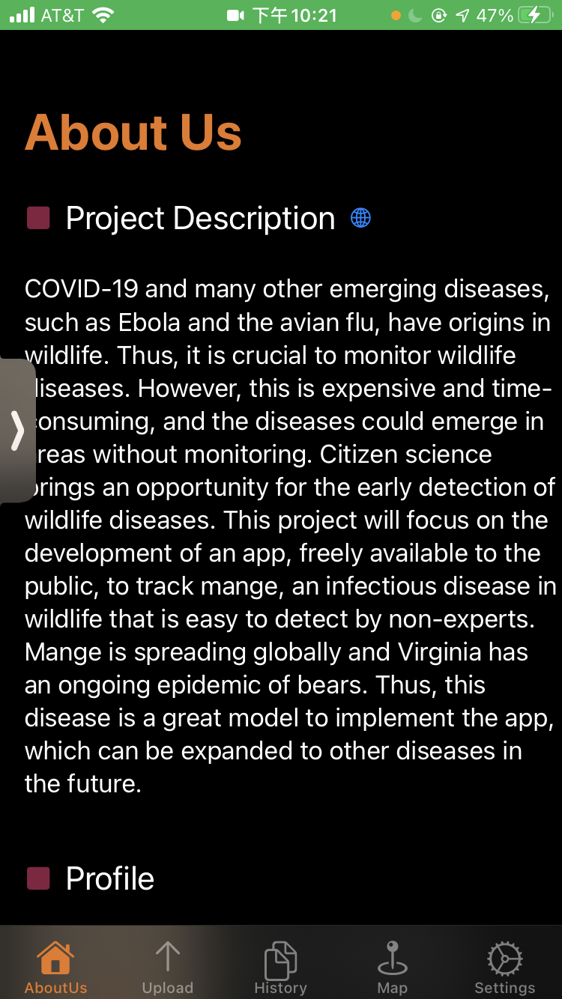 AT&T 下午10:21 47%
About Us
Project Description
COVID-19 and many other emerging diseases,
such as Ebola and the avian flu, have origins in
wildlife. Thus, it is crucial to monitor wildlife
diseases. However, this is expensive and time-
consuming, and the diseases could emerge in
areas without monitoring. Citizen science
brings an opportunity for the early detection of
wildlife diseases. This project will focus on the
development of an app, freely available to the
public, to track mange, an infectious disease in
wildlife that is easy to detect by non-experts.
Mange is spreading globally and Virginia has
an ongoing epidemic of bears. Thus, this
disease is a great model to implement the app,
which can be expanded to other diseases in
the future.
Profile
AboutUs Upload History Map Settings